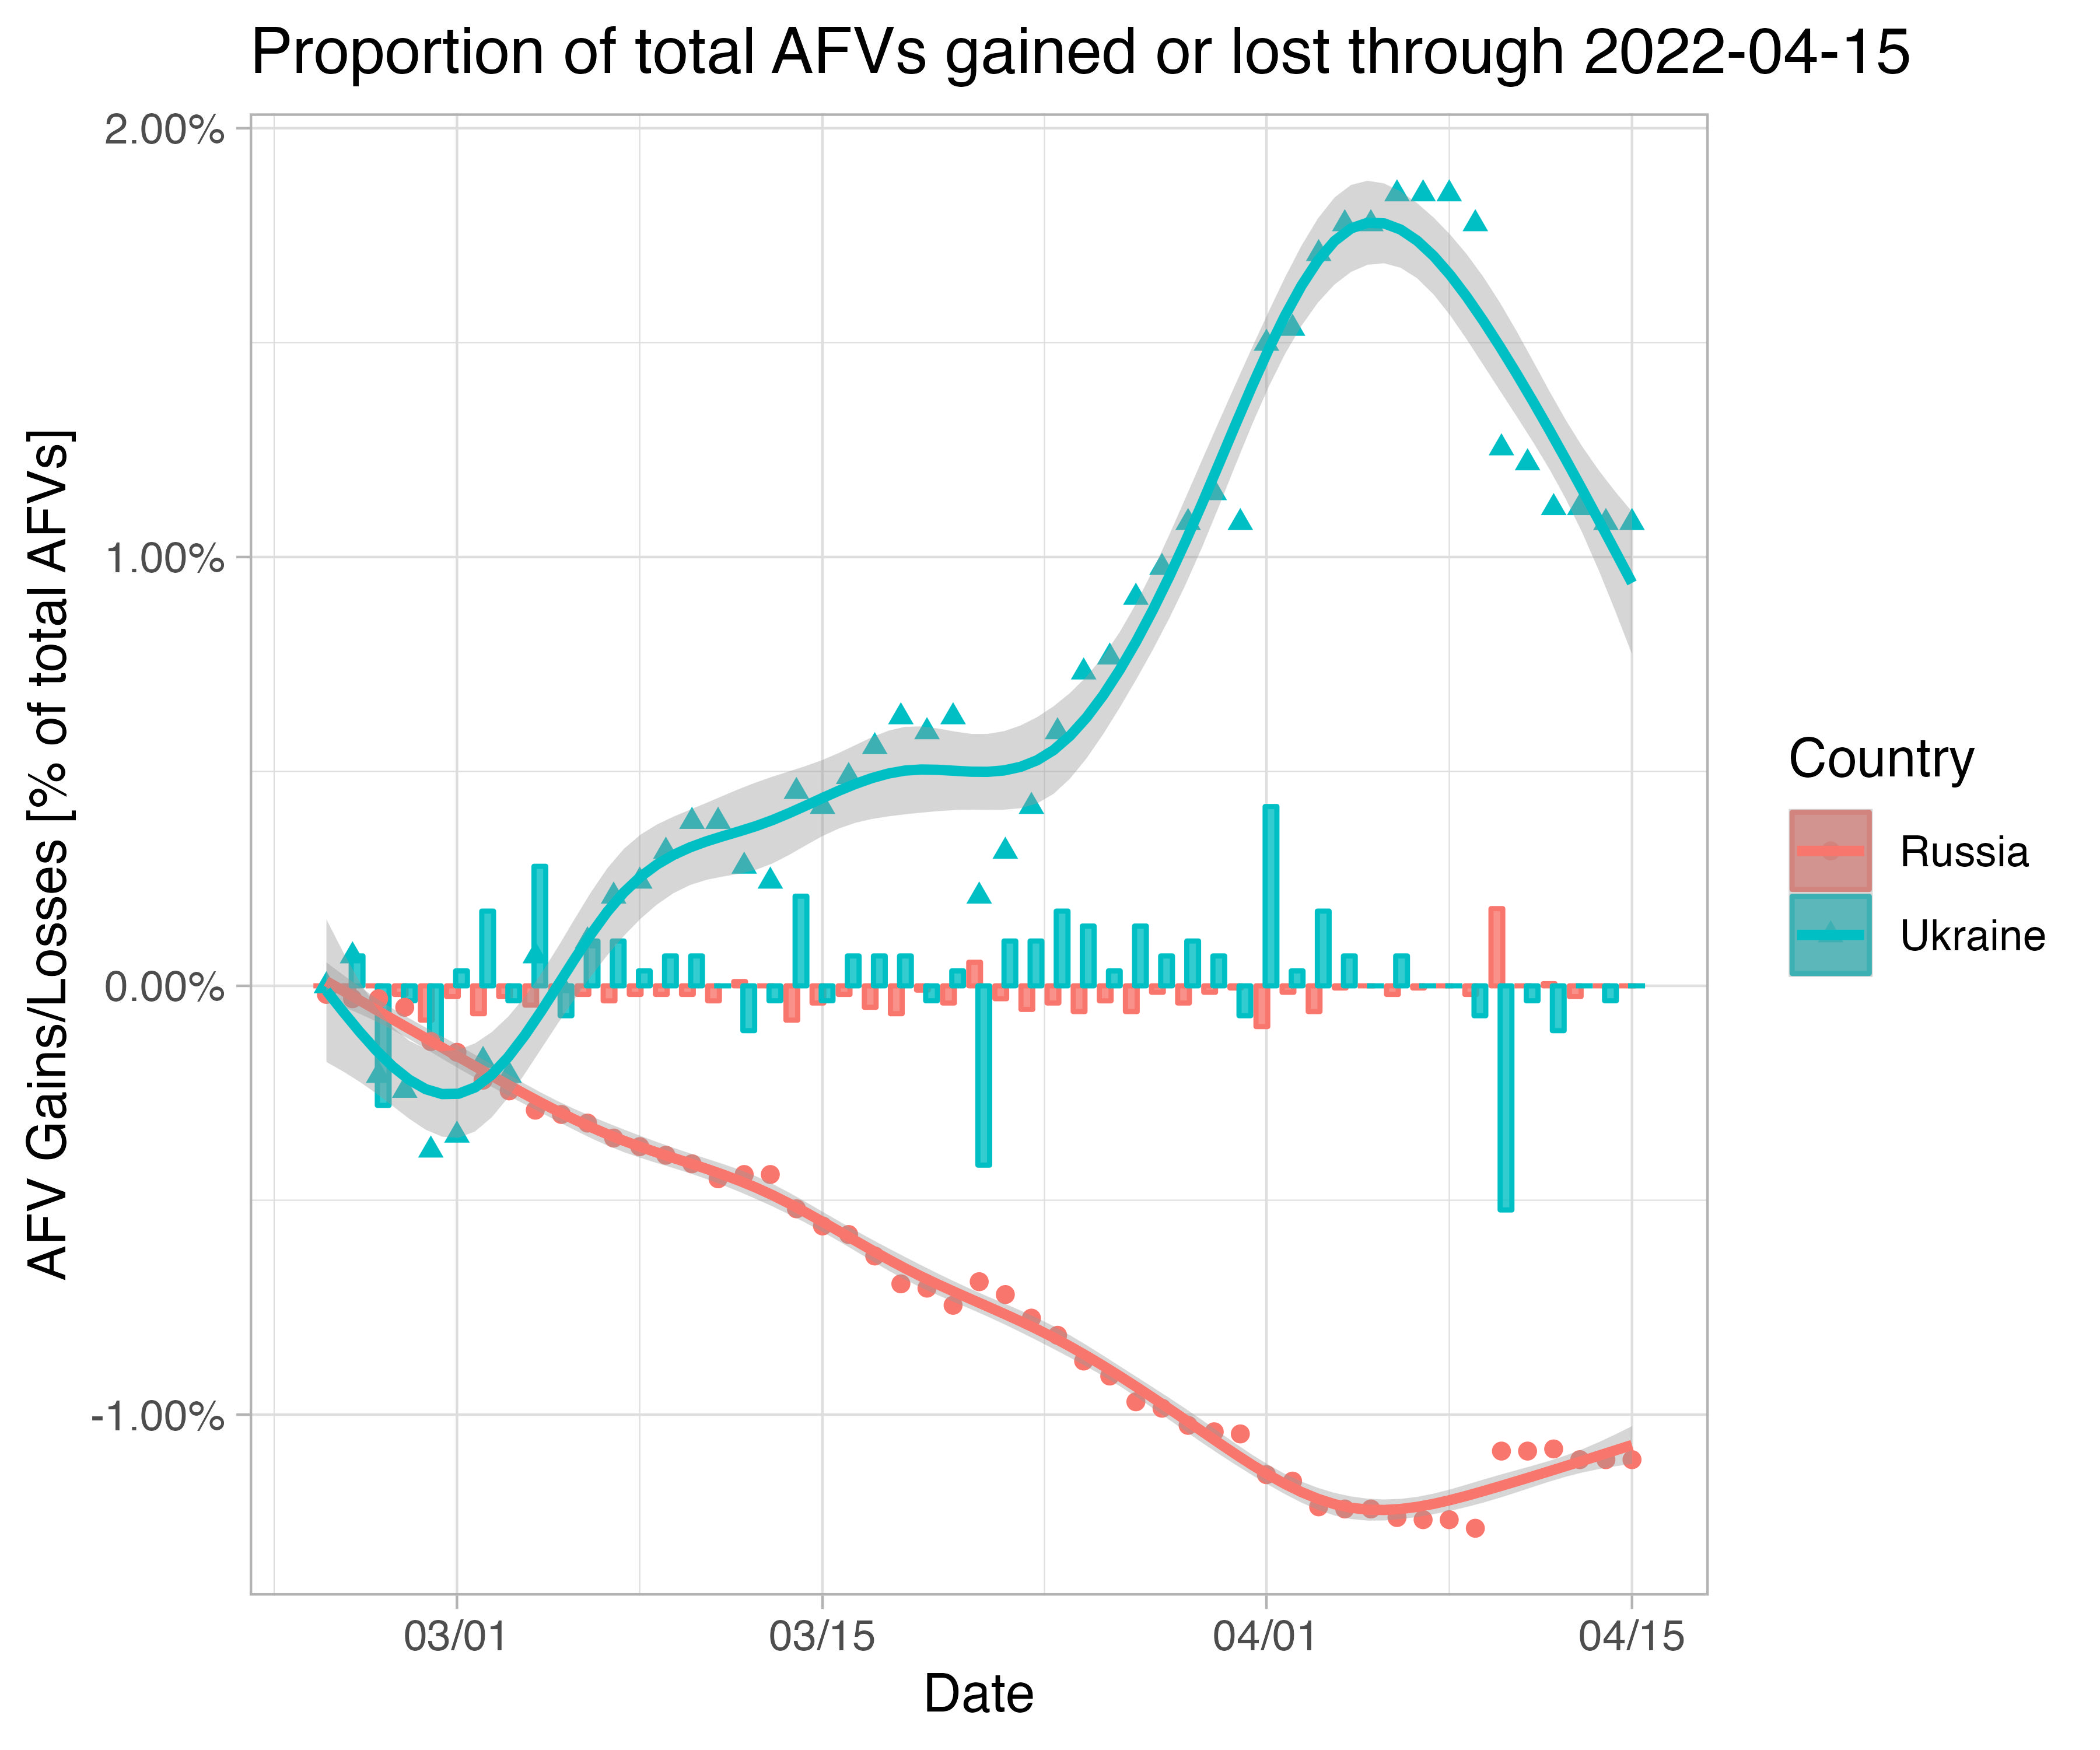 Proportion of total AFVs gained or lost through 2022-04-15
AFV Gains/Losses [% of total AFVs]
2.00%
1.00%
0.00%
-1.00%
03/01
03/15
04/01
04/15
Date
Country
Russia
Ukraine